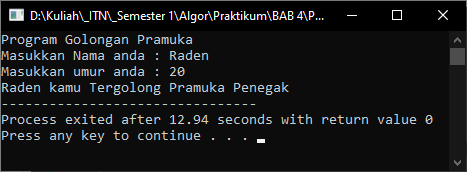 D:\Kuliah\_ITN\_Semester 1\Algor\Praktikum\BAB 4\P...
Program Golongan Pramuka
Masukkan Nama anda : Raden
Masukkan umur anda : 20
Raden kamu Tergolong Pramuka Penegak
--------------------------------
Process exited after 12.94 seconds with return value 0
Press any key to continue . . .